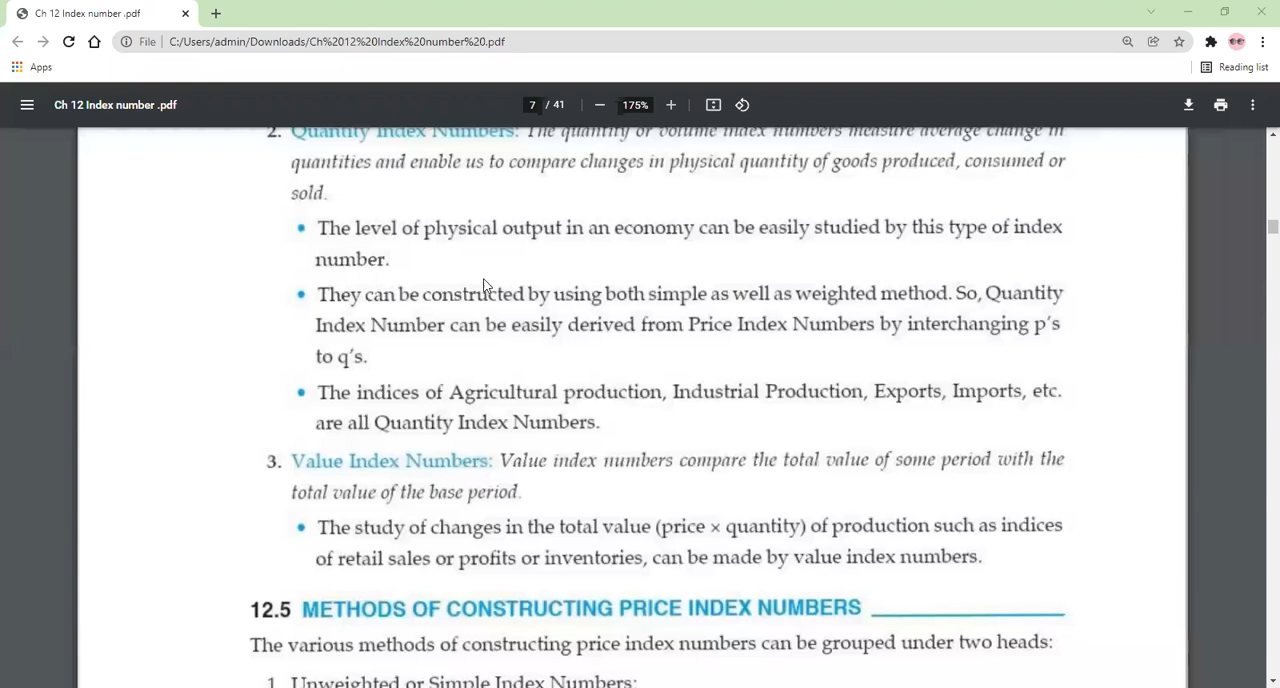 Ch 12 Index number .pdf
File C:/Users/admin/Downloads/Ch%2012%20Index%20number%20.pdf
Apps Reading list
Ch 12 Index number .pdf 7 / 41 175%
2. Quantity Index Numbers: The quantity or volume index numbers measure average change in
quantities and enable us to compare changes in physical quantity of goods produced, consumed or
sold.
• The level of physical output in an economy can be easily studied by this type of index
number.
• They can be constructed by using both simple as well as weighted method. So, Quantity
Index Number can be easily derived from Price Index Numbers by interchanging p's
to q's.
• The indices of Agricultural production, Industrial Production, Exports, Imports, etc.
are all Quantity Index Numbers.
3. Value Index Numbers: Value index numbers compare the total value of some period with the
total value of the base period.
• The study of changes in the total value (price × quantity) of production such as indices
of retail sales or profits or inventories, can be made by value index numbers.
12.5 METHODS OF CONSTRUCTING PRICE INDEX NUMBERS
The various methods of constructing price index numbers can be grouped under two heads:
1. Unweighted or Simple Index Numbers: